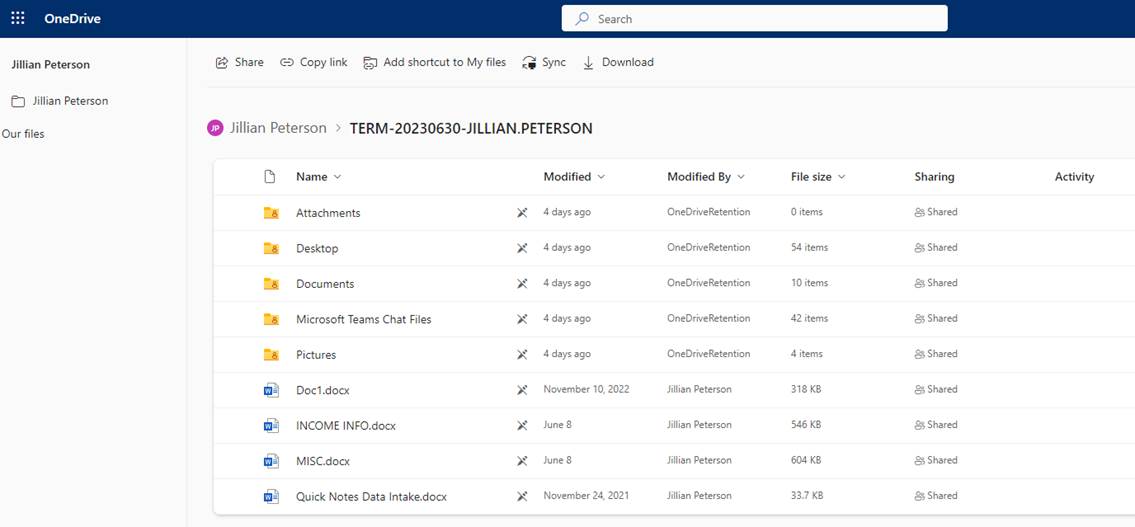 OneDrive
Search
Jillian Peterson
Share Copy link Add shortcut to My files Sync Download
Jillian Peterson
Our files
JP Jillian Peterson > TERM-20230630-JILLIAN.PETERSON
Name Modified Modified By File size Sharing Activity
Attachments 4 days ago OneDriveRetention 0 items Shared
Desktop 4 days ago OneDriveRetention 54 items Shared
Documents 4 days ago OneDriveRetention 10 items Shared
Microsoft Teams Chat Files 4 days ago OneDriveRetention 42 items Shared
Pictures 4 days ago OneDriveRetention 4 items Shared
Doc1.docx November 10, 2022 Jillian Peterson 318 KB Shared
INCOME INFO.docx June 8 Jillian Peterson 546 KB Shared
MISC.docx June 8 Jillian Peterson 604 KB Shared
Quick Notes Data Intake.docx November 24, 2021 Jillian Peterson 33.7 KB Shared